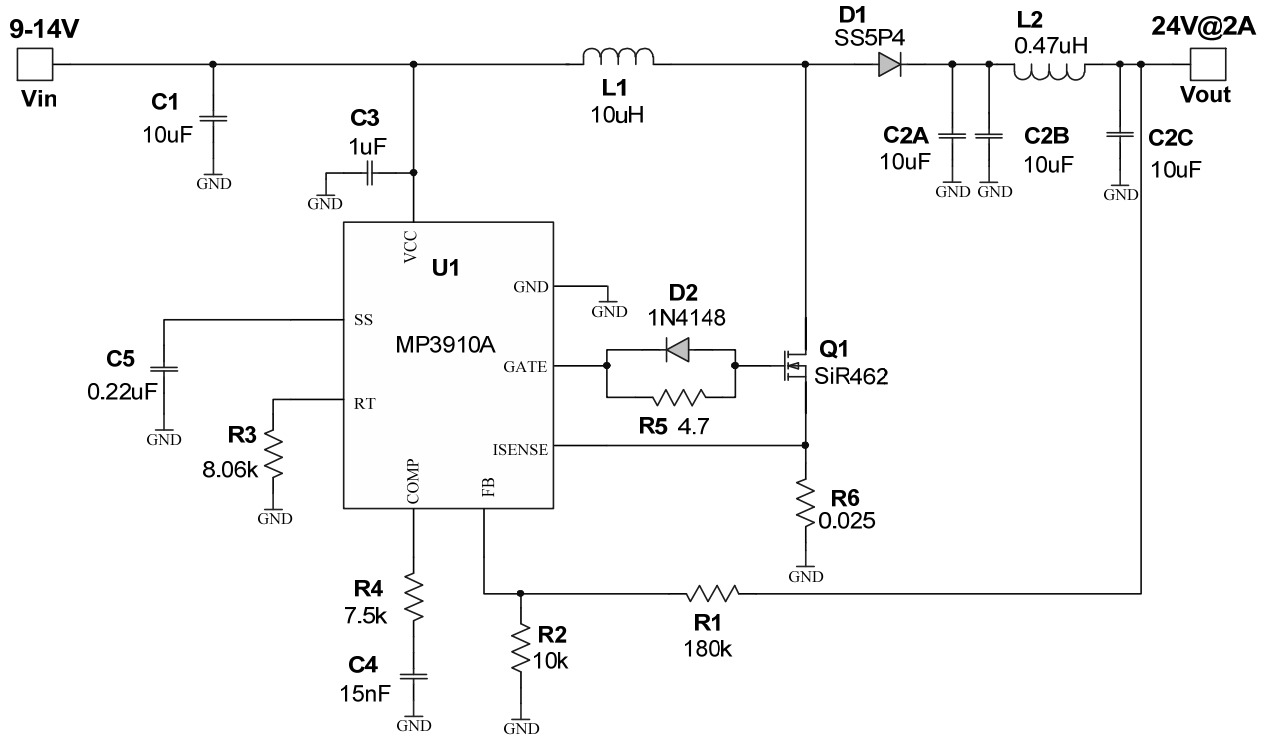 9-14V
Vin
C1
10uF
GND
C3
1uF
GND
L1
10uH
D1
SS5P4
L2
0.47uH
24V@2A
Vout
C2A
10uF
GND
C2B
10uF
GND
C2C
10uF
GND
VCC
U1
MP3910A
GND
GND
SS
C5
0.22uF
GND
RT
R3
8.06k
GND
GATE
D2
1N4148
R5 4.7
Q1
SiR462
ISENSE
R6
0.025
GND
COMP
FB
R4
7.5k
C4
15nF
GND
R2
10k
GND
R1
180k